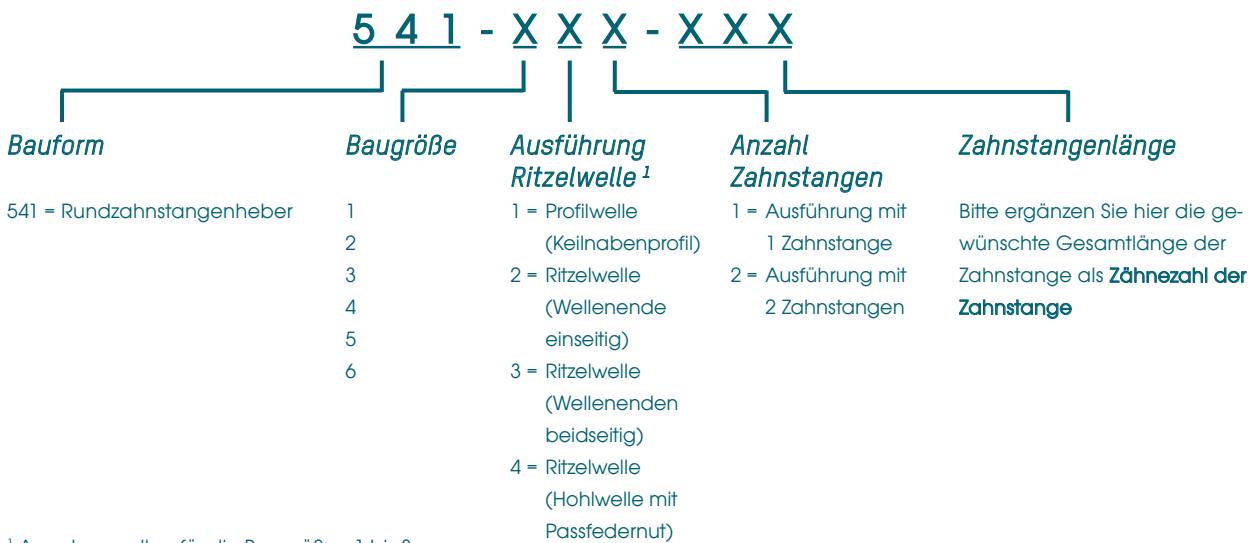 5 4 1 - X X X - X X X
Bauform
541 = Rundzahnstangenheber
Baugröße
1
2
3
4
5
6
Ausführung
Ritzelwelle ¹
1 = Profilwelle
(Keilnabenprofil)
2 = Ritzelwelle
(Wellenende
einseitig)
3 = Ritzelwelle
(Wellenenden
beidseitig)
4 = Ritzelwelle
(Hohlwelle mit
Passfedernut)
Anzahl
Zahnstangen
1 = Ausführung mit
1 Zahnstange
2 = Ausführung mit
2 Zahnstangen
Zahnstangenlänge
Bitte ergänzen Sie hier die ge-
wünschte Gesamtlänge der
Zahnstange als Zähnezahl der
Zahnstange